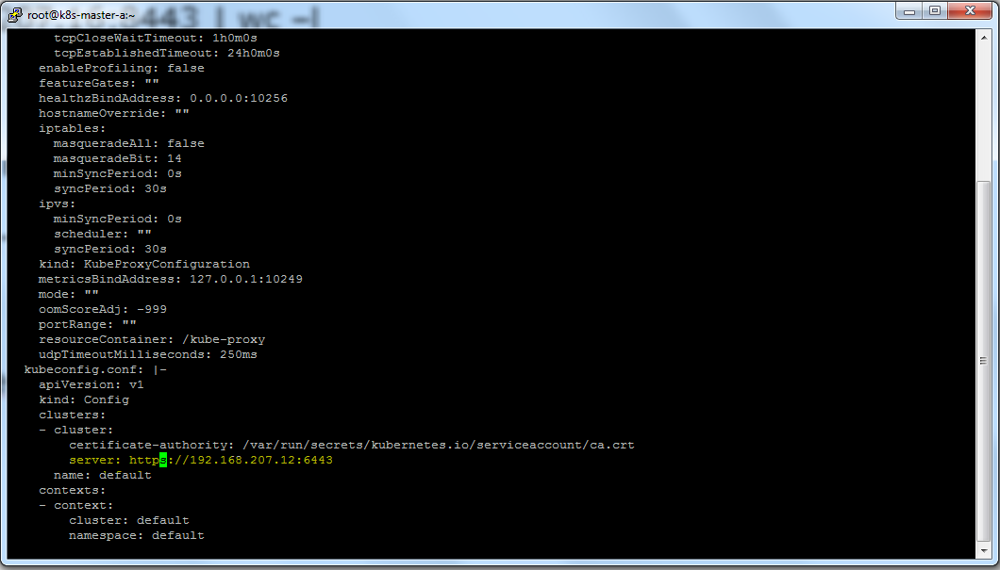 root@k8s-master-a:~
tcpCloseWaitTimeout: 1h0m0s
tcpEstablishedTimeout: 24h0m0s
enableProfiling: false
featureGates: ""
healthzBindAddress: 0.0.0.0:10256
hostnameOverride: ""
iptables:
masqueradeAll: false
masqueradeBit: 14
minSyncPeriod: 0s
syncPeriod: 30s
ipvs:
minSyncPeriod: 0s
scheduler: ""
syncPeriod: 30s
kind: KubeProxyConfiguration
metricsBindAddress: 127.0.0.1:10249
mode: ""
oomScoreAdj: -999
portRange: ""
resourceContainer: /kube-proxy
udpTimeoutMilliseconds: 250ms
kubeconfig.conf: |-
apiVersion: v1
kind: Config
clusters:
- cluster:
certificate-authority: /var/run/secrets/kubernetes.io/serviceaccount/ca.crt
server: https://192.168.207.12:6443
name: default
contexts:
- context:
cluster: default
namespace: default